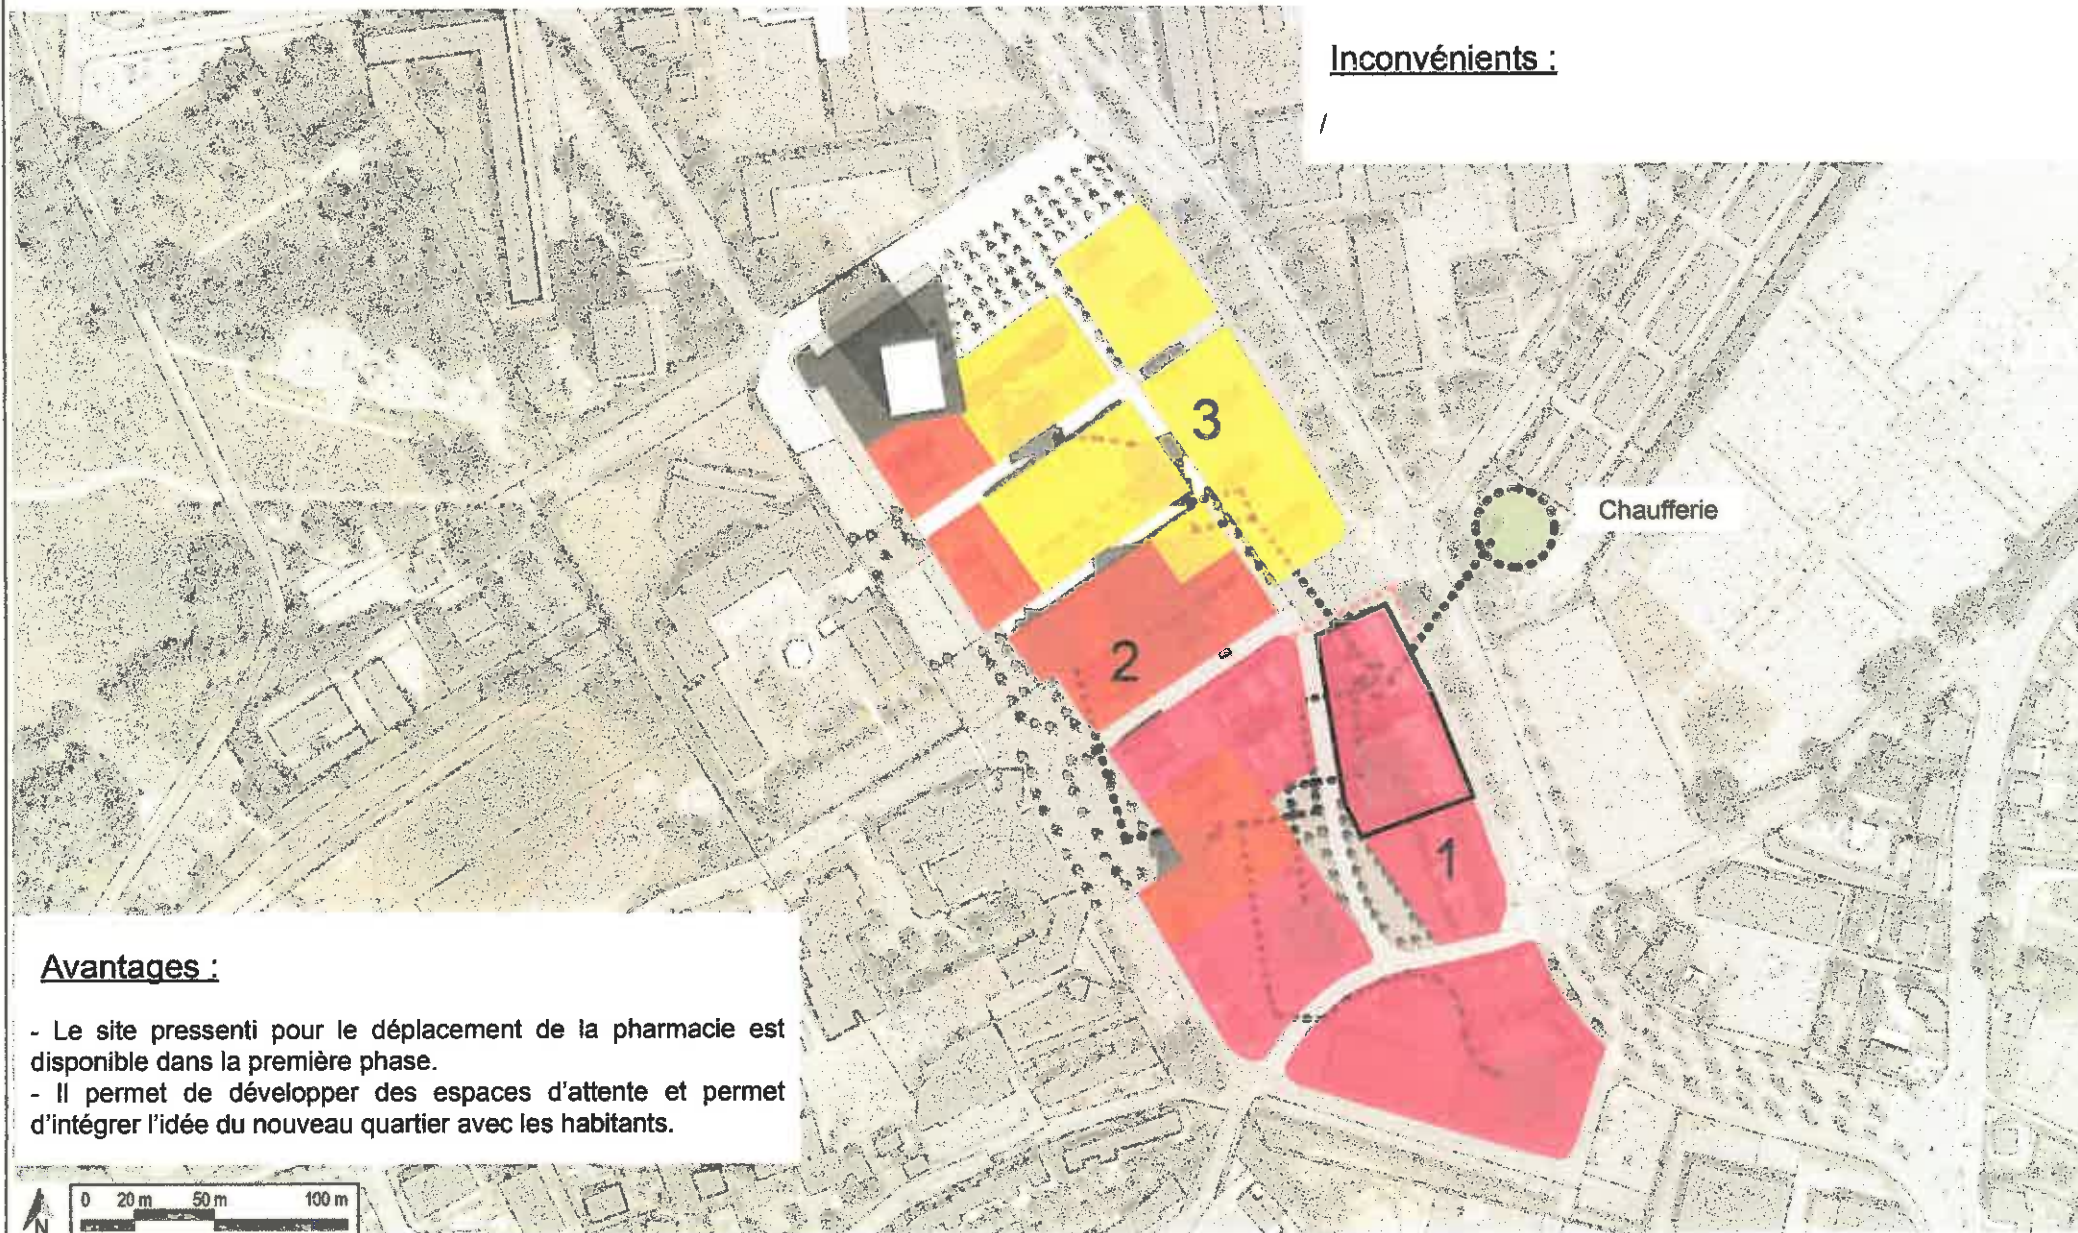 Inconvénients :
/
3
Chaufferie
2
1
Avantages :
- Le site pressenti pour le déplacement de la pharmacie est
disponible dans la première phase.
- Il permet de développer des espaces d'attente et permet
d'intégrer l'idée du nouveau quartier avec les habitants.
0 20 m 50 m 100 m
N